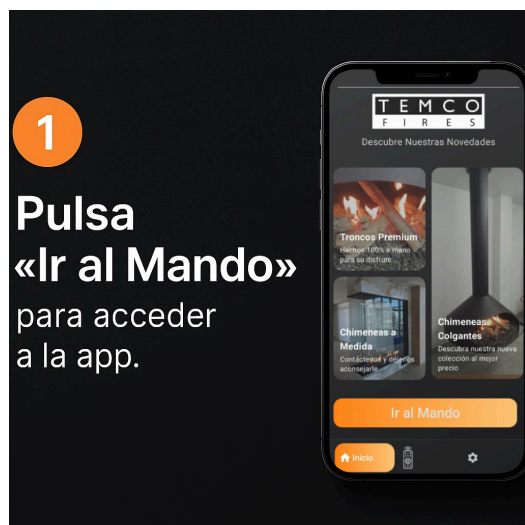 1
Pulsa
«Ir al Mando»
para acceder
a la app.
TEMCO
FIRES
Descubre Nuestras Novedades
Troncos Premium
Hechos 100% a mano
para su disfrute
Chimeneas a
Medida
Contáctenos y déjenos
aconsejarle
Chimeneas
Colgantes
Descubra nuestra nueva
colección al mejor
precio
Ir al Mando
Inicio